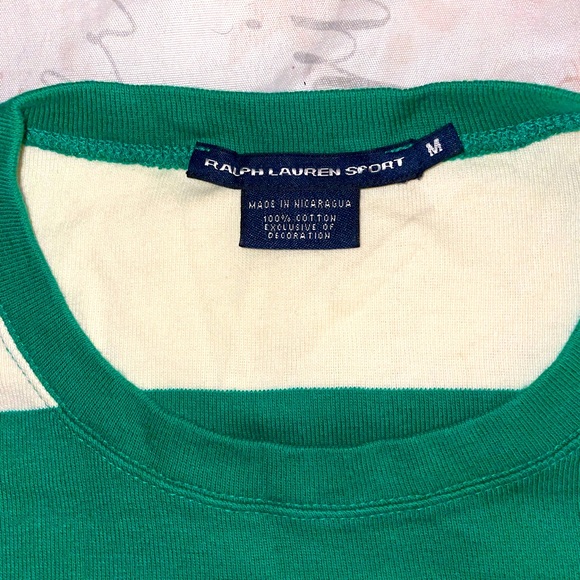 RALPH LAUREN SPORT
M
MADE IN NICARAGUA
100% COTTON
EXCLUSIVE OF
DECORATION